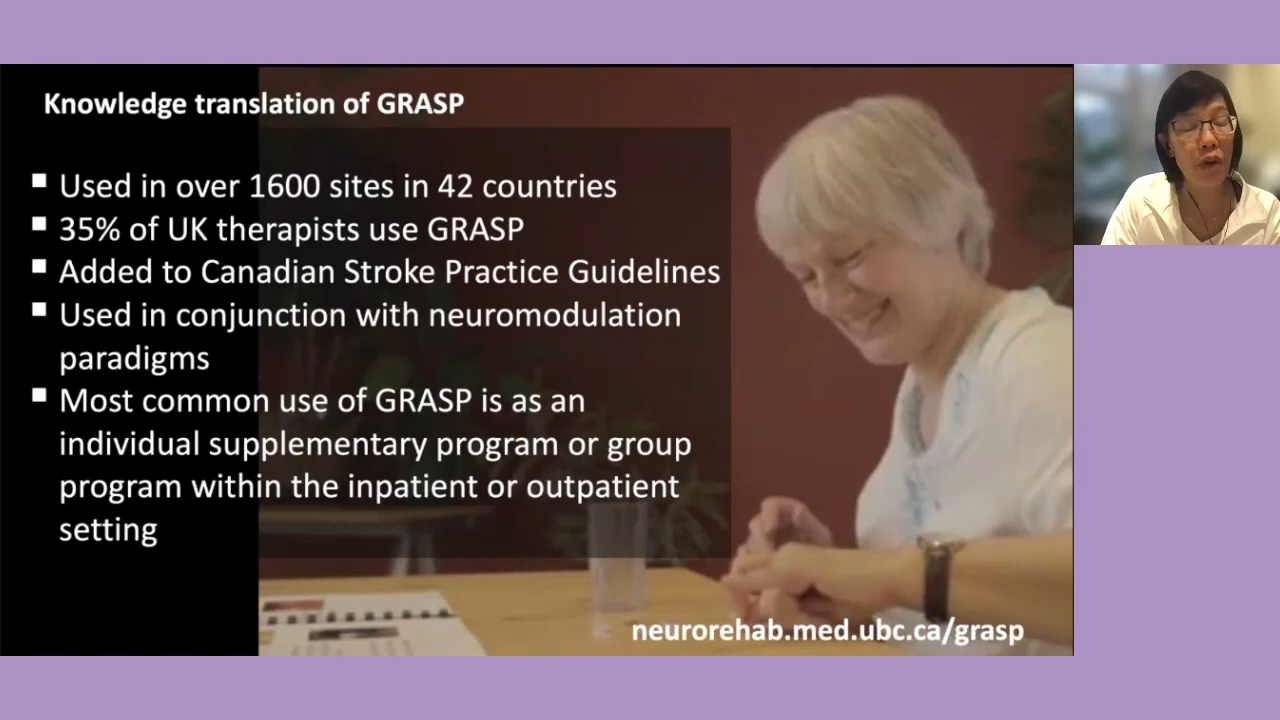 Knowledge translation of GRASP
▪ Used in over 1600 sites in 42 countries
▪ 35% of UK therapists use GRASP
▪ Added to Canadian Stroke Practice Guidelines
▪ Used in conjunction with neuromodulation
paradigms
▪ Most common use of GRASP is as an
individual supplementary program or group
program within the inpatient or outpatient
setting
neurorehab.med.ubc.ca/grasp